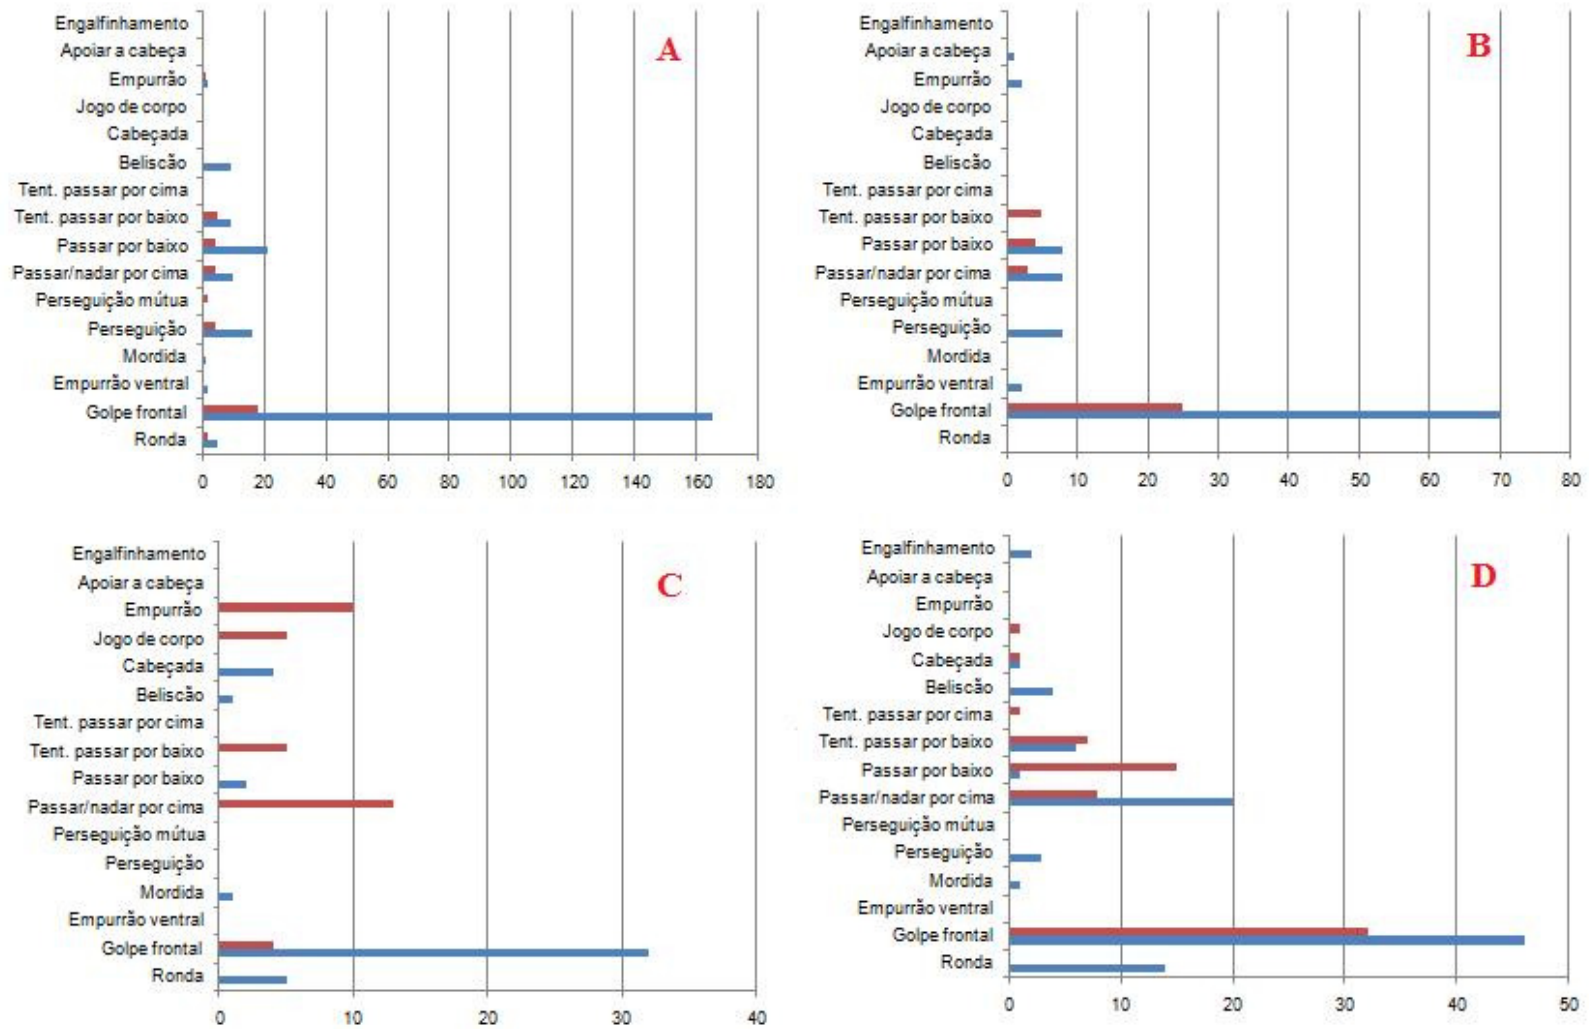 Engalfinhamento
Apoiar a cabeça
Empurrão
Jogo de corpo
Cabeçada
Beliscão
Tent. passar por cima
Tent. passar por baixo
Passar por baixo
Passar/nadar por cima
Perseguição mútua
Perseguição
Mordida
Empurrão ventral
Golpe frontal
Ronda
0 20 40 60 80 100 120 140 160 180
A
Engalfinhamento
Apoiar a cabeça
Empurrão
Jogo de corpo
Cabeçada
Beliscão
Tent. passar por cima
Tent. passar por baixo
Passar por baixo
Passar/nadar por cima
Perseguição mútua
Perseguição
Mordida
Empurrão ventral
Golpe frontal
Ronda
0 10 20 30 40 50 60 70 80
B
Engalfinhamento
Apoiar a cabeça
Empurrão
Jogo de corpo
Cabeçada
Beliscão
Tent. passar por cima
Tent. passar por baixo
Passar por baixo
Passar/nadar por cima
Perseguição mútua
Perseguição
Mordida
Empurrão ventral
Golpe frontal
Ronda
0 10 20 30 40
C
Engalfinhamento
Apoiar a cabeça
Empurrão
Jogo de corpo
Cabeçada
Beliscão
Tent. passar por cima
Tent. passar por baixo
Passar por baixo
Passar/nadar por cima
Perseguição mútua
Perseguição
Mordida
Empurrão ventral
Golpe frontal
Ronda
0 10 20 30 40 50
D